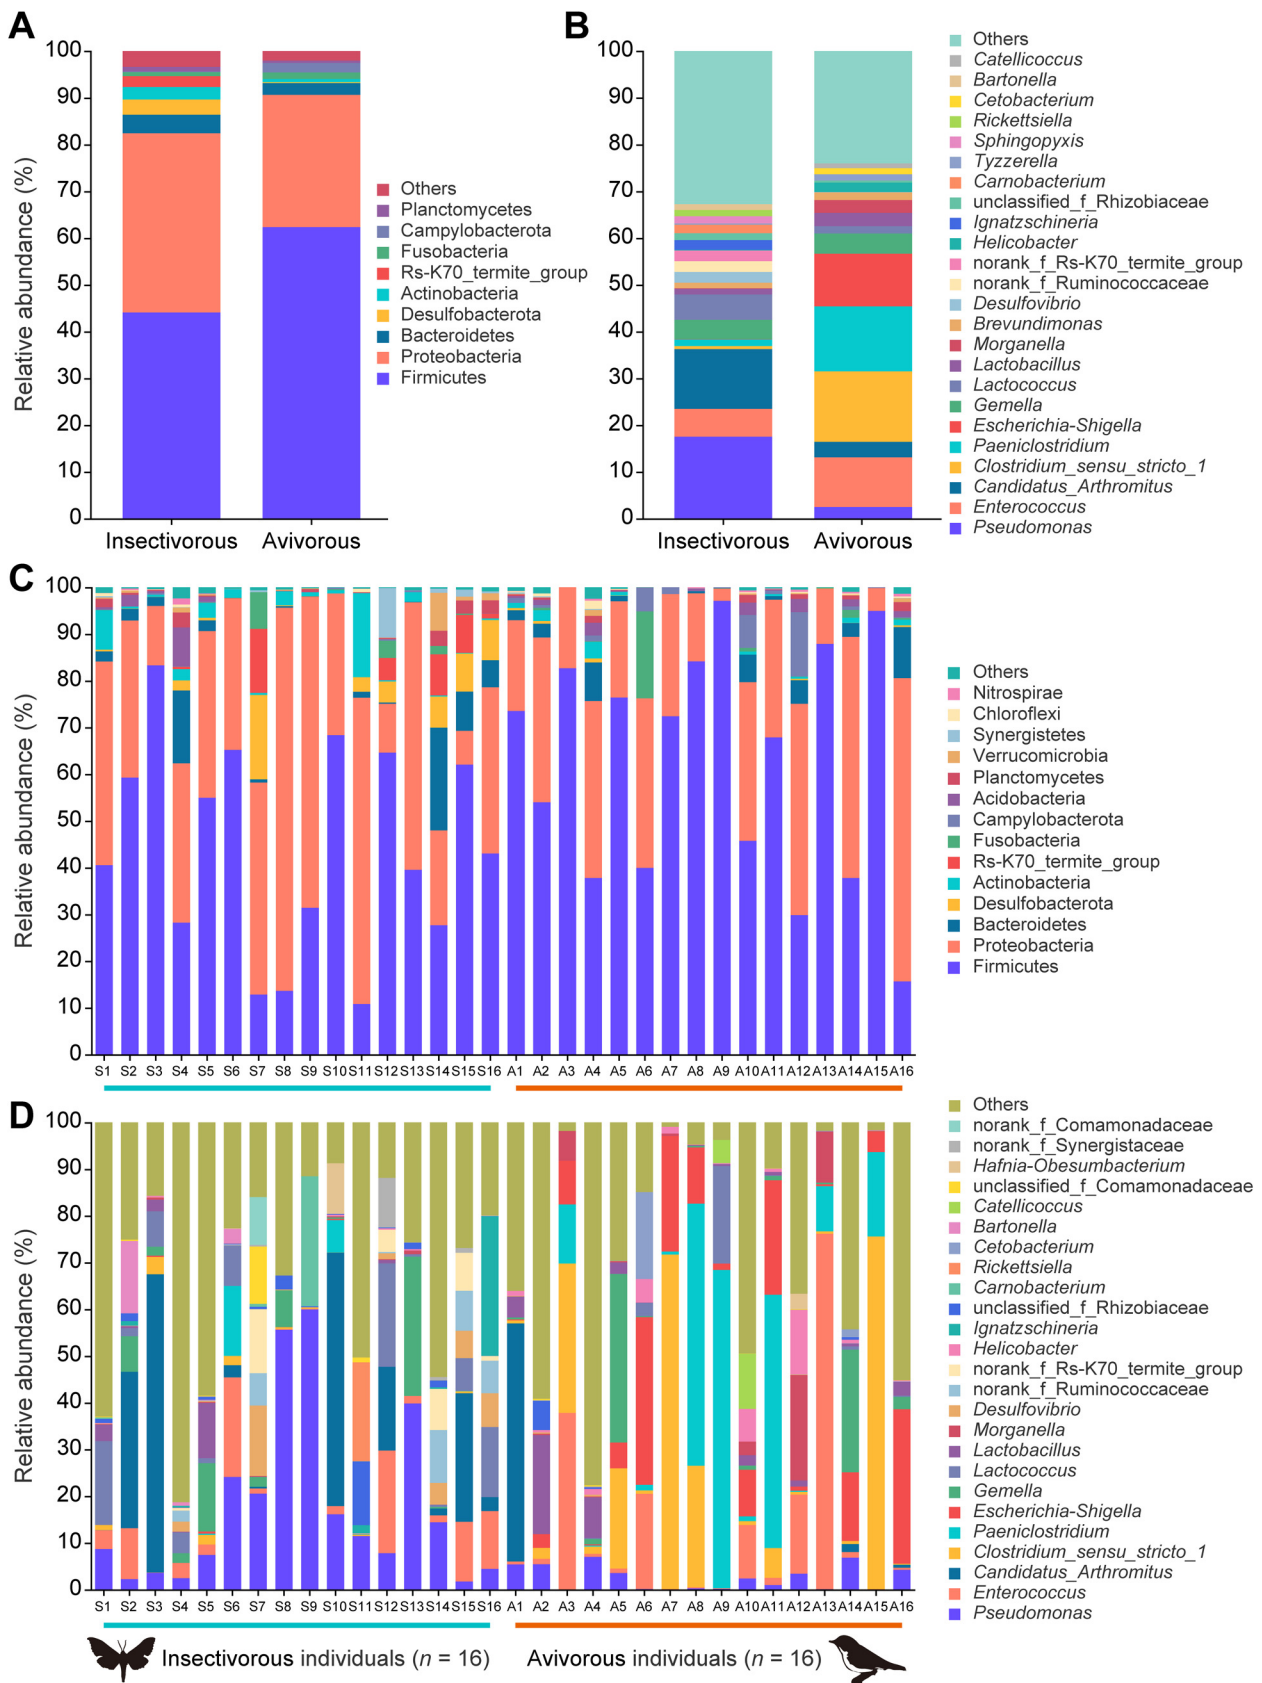 A
B
100
90
80
70
60
50
40
30
20
10
0
Relative abundance (%)
Insectivorous
Avivorous
Others
Planctomycetes
Campylobacterota
Fusobacteria
Rs-K70_termite_group
Actinobacteria
Desulfobacterota
Bacteroidetes
Proteobacteria
Firmicutes
100
90
80
70
60
50
40
30
20
10
0
Relative abundance (%)
Insectivorous
Avivorous
Others
Catellicoccus
Bartonella
Cetobacterium
Rickettsiella
Sphingopyxis
Tyzzerella
Carnobacterium
unclassified_f_Rhizobiaceae
Ignatzschineria
Helicobacter
norank_f_Rs-K70_termite_group
norank_f_Ruminococcaceae
Desulfovibrio
Brevundimonas
Morganella
Lactobacillus
Lactococcus
Gemella
Escherichia-Shigella
Paeniclostridium
Clostridium_sensu_stricto_1
Candidatus_Arthromitus
Enterococcus
Pseudomonas
C
100
90
80
70
60
50
40
30
20
10
0
Relative abundance (%)
S1 S2 S3 S4 S5 S6 S7 S8 S9 S10 S11 S12 S13 S14 S15 S16 A1 A2 A3 A4 A5 A6 A7 A8 A9 A10 A11 A12 A13 A14 A15 A16
Others
Nitrospirae
Chloroflexi
Synergistetes
Verrucomicrobia
Planctomycetes
Acidobacteria
Campylobacterota
Fusobacteria
Rs-K70_termite_group
Actinobacteria
Desulfobacterota
Bacteroidetes
Proteobacteria
Firmicutes
D
100
90
80
70
60
50
40
30
20
10
0
Relative abundance (%)
S1 S2 S3 S4 S5 S6 S7 S8 S9 S10 S11 S12 S13 S14 S15 S16 A1 A2 A3 A4 A5 A6 A7 A8 A9 A10 A11 A12 A13 A14 A15 A16
Insectivorous individuals (n = 16)
Avivorous individuals (n = 16)
Others
norank_f_Comamonadaceae
norank_f_Synergistaceae
Hafnia-Obesumbacterium
unclassified_f_Comamonadaceae
Catellicoccus
Bartonella
Cetobacterium
Rickettsiella
Carnobacterium
unclassified_f_Rhizobiaceae
Ignatzschineria
Helicobacter
norank_f_Rs-K70_termite_group
norank_f_Ruminococcaceae
Desulfovibrio
Morganella
Lactobacillus
Lactococcus
Gemella
Escherichia-Shigella
Paeniclostridium
Clostridium_sensu_stricto_1
Candidatus_Arthromitus
Enterococcus
Pseudomonas